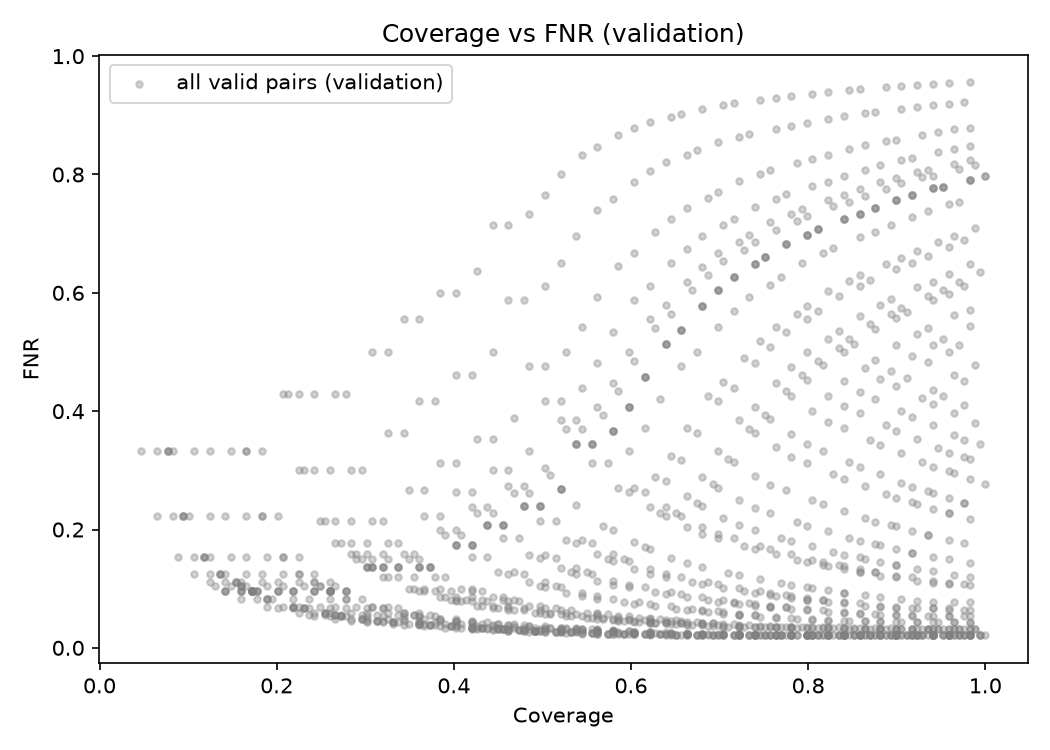 Coverage vs FNR (validation)
all valid pairs (validation)
1.0
0.8
0.6
0.4
0.2
0.0
FNR
0.0 0.2 0.4 0.6 0.8 1.0
Coverage